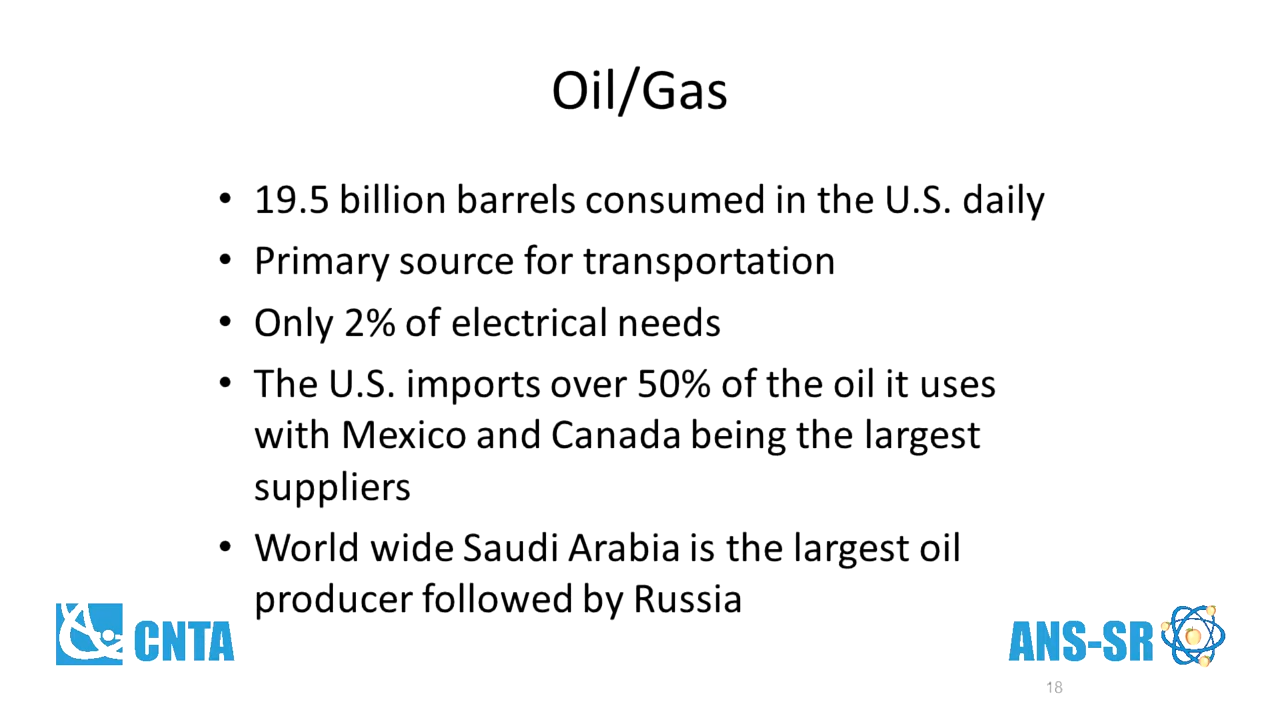 Oil/Gas
• 19.5 billion barrels consumed in the U.S. daily
• Primary source for transportation
• Only 2% of electrical needs
• The U.S. imports over 50% of the oil it uses
with Mexico and Canada being the largest
suppliers
• World wide Saudi Arabia is the largest oil
producer followed by Russia
CNTA
ANS-SR
18